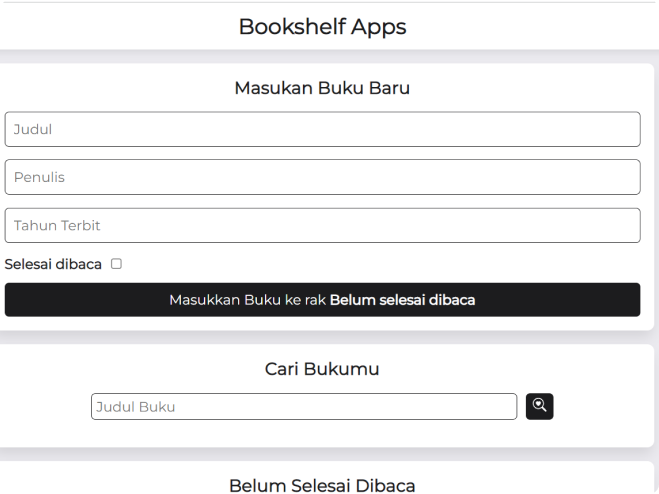 Bookshelf Apps
Masukan Buku Baru
Judul
Penulis
Tahun Terbit
Selesai dibaca
Masukkan Buku ke rak Belum selesai dibaca
Cari Bukumu
Judul Buku
Belum Selesai Dibaca